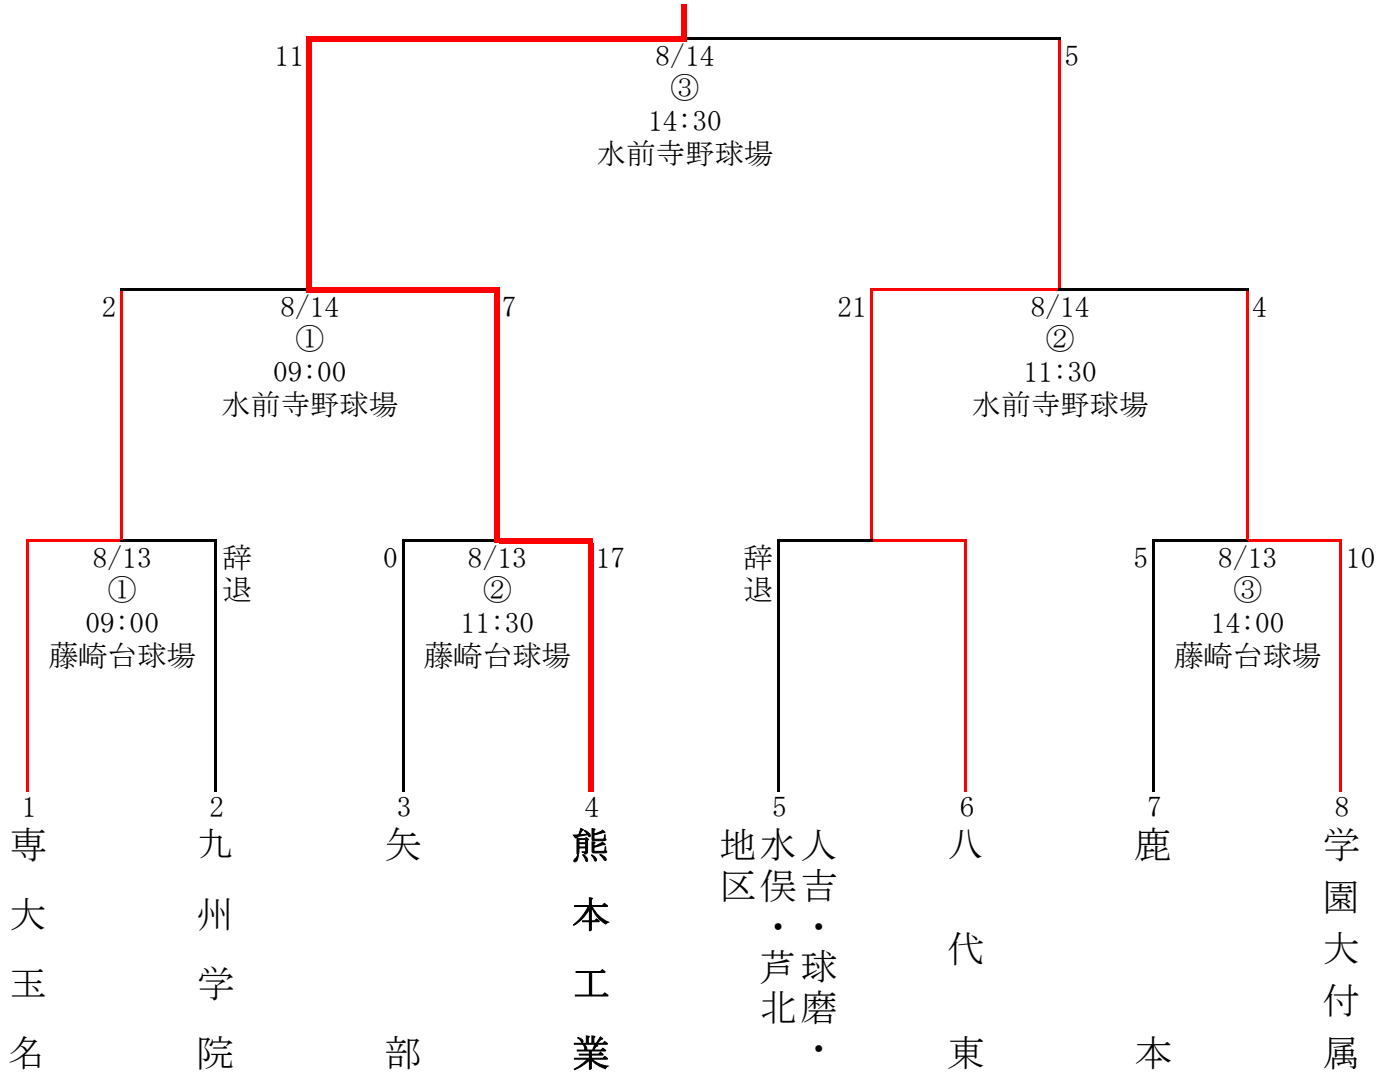 11
8/14
③
14:30
水前寺野球場
5
2
8/14
①
09:00
水前寺野球場
7
21
8/14
②
11:30
水前寺野球場
4
8/13
①
09:00
藤崎台球場
辞退
0
8/13
②
11:30
藤崎台球場
17
辞退
5
8/13
③
14:00
藤崎台球場
10
1
専大玉名
2
九州学院
3
矢部
4
熊本工業
5
人吉・球磨・
水俣・芦北
地区
6
八代東
7
鹿本
8
学園大付属